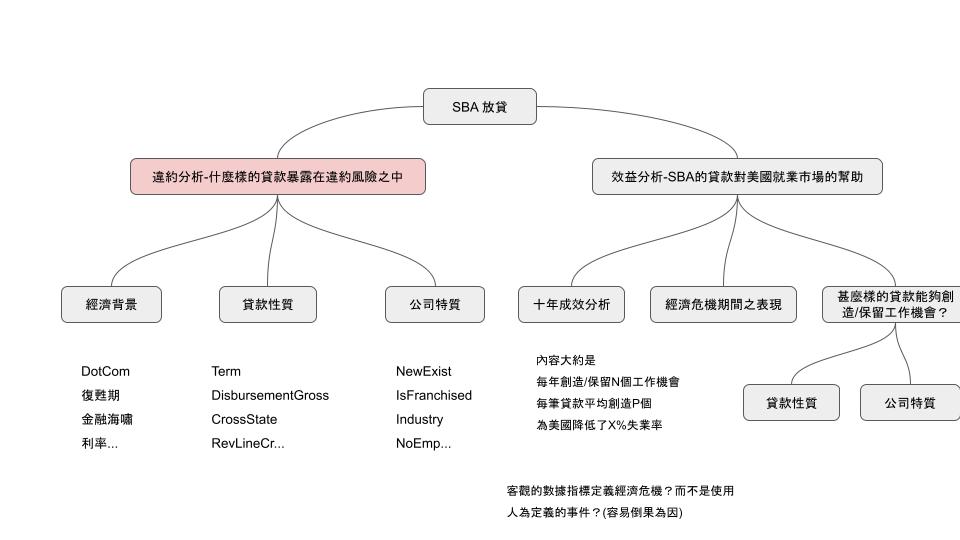 SBA 放貸
違約分析-什麼樣的貸款暴露在違約風險之中
效益分析-SBA的貸款對美國就業市場的幫助
經濟背景
貸款性質
公司特質
十年成效分析
經濟危機期間之表現
甚麼樣的貸款能夠創
造/保留工作機會？
DotCom
復甦期
金融海嘯
利率...
Term
DisbursementGross
CrossState
RevLineCr...
NewExist
IsFranchised
Industry
NoEmp...
內容大約是
每年創造/保留N個工作機會
每筆貸款平均創造P個
為美國降低了X%失業率
貸款性質
公司特質
客觀的數據指標定義經濟危機？而不是使用
人為定義的事件？(容易倒果為因)